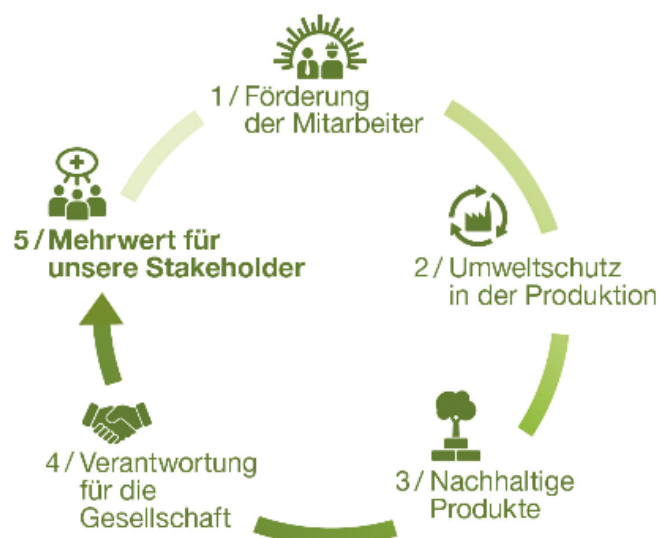 1 / Förderung
der Mitarbeiter
2 / Umweltschutz
in der Produktion
3 / Nachhaltige
Produkte
4 / Verantwortung
für die
Gesellschaft
5 / Mehrwert für
unsere Stakeholder